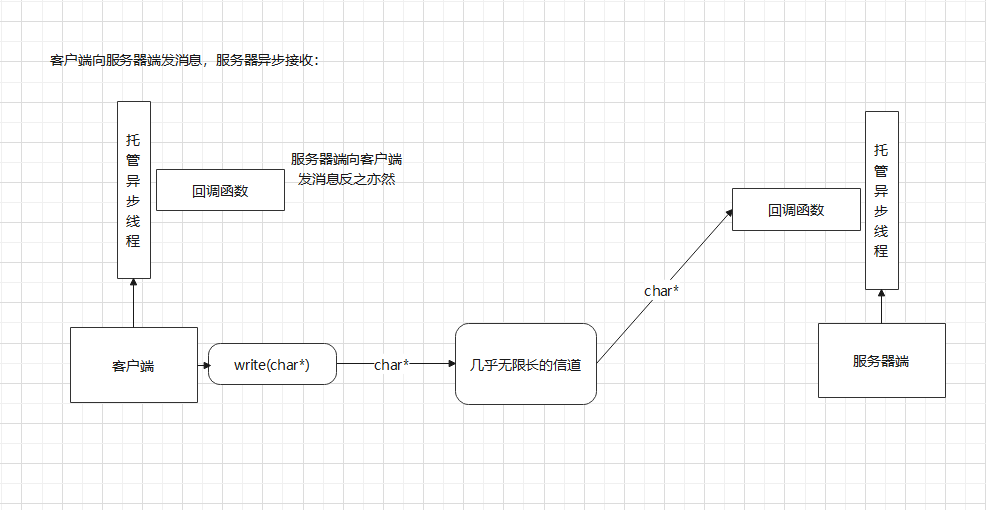 客户端向服务器端发消息，服务器异步接收：
托
管
异
步
线
程
回调函数
服务器端向客户端
发消息反之亦然
托
管
异
步
线
程
回调函数
char*
客户端
write(char*)
char*
几乎无限长的信道
服务器端